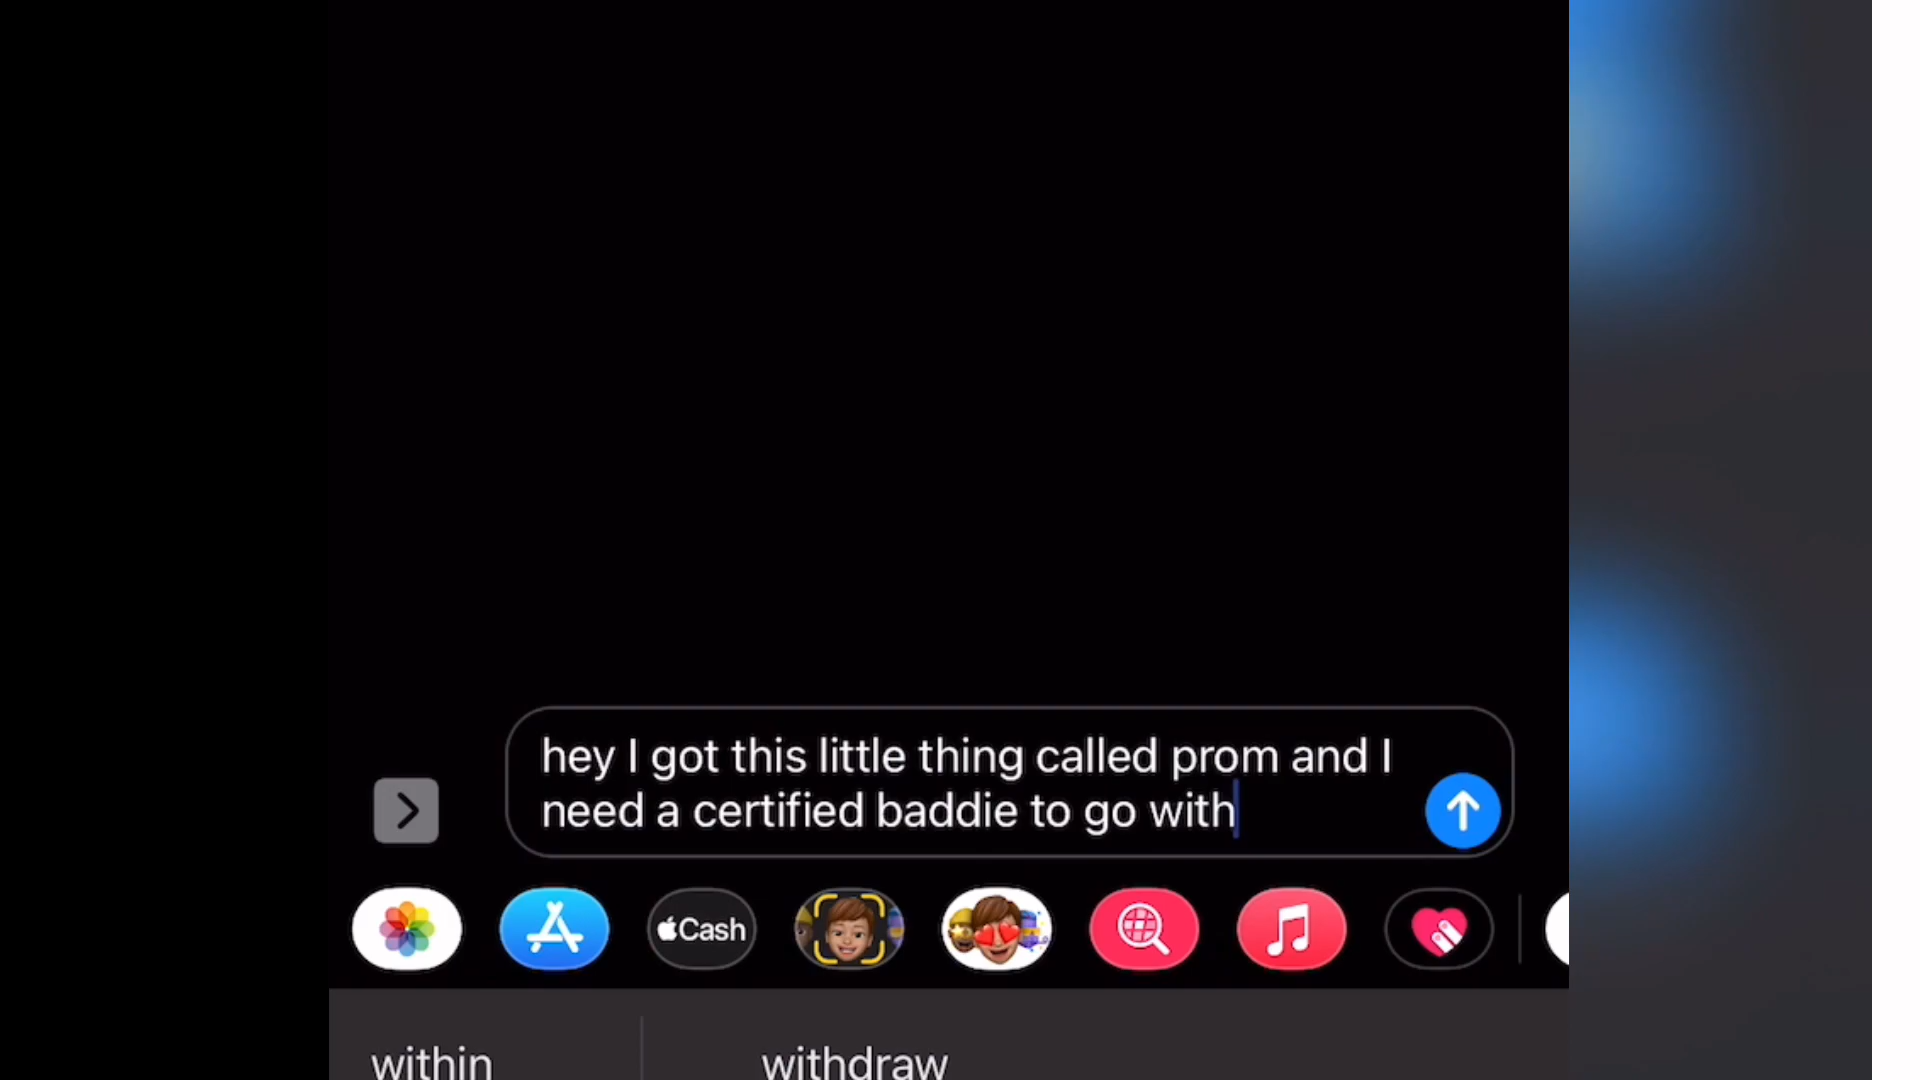 hey I got this little thing called prom and I
need a certified baddie to go with
Cash
within
withdraw